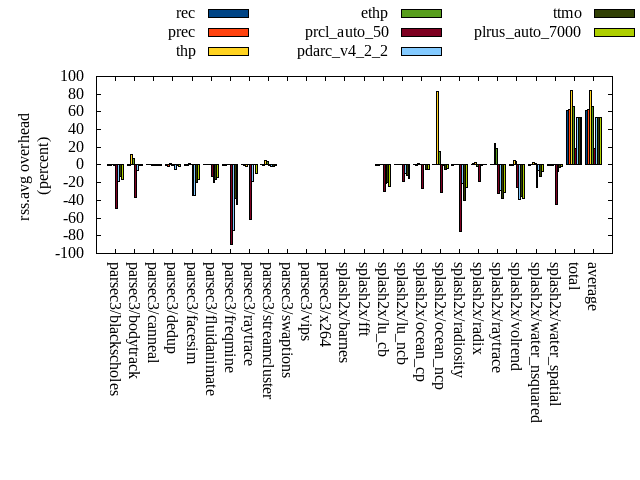 rec
prec
thp
ethp
prcl_auto_50
pdarc_v4_2_2
ttmo
plrus_auto_7000
rss.avg overhead
(percent)
100
80
60
40
20
0
-20
-40
-60
-80
-100
parsec3/blackscholes
parsec3/bodytrack
parsec3/canneal
parsec3/dedup
parsec3/facesim
parsec3/fluidanimate
parsec3/freqmine
parsec3/raytrace
parsec3/streamcluster
parsec3/swaptions
parsec3/vips
parsec3/x264
splash2x/barnes
splash2x/fft
splash2x/lu_cb
splash2x/lu_ncb
splash2x/ocean_cp
splash2x/ocean_ncp
splash2x/radiosity
splash2x/radix
splash2x/raytrace
splash2x/volrend
splash2x/water_nsquared
splash2x/water_spatial
total
average